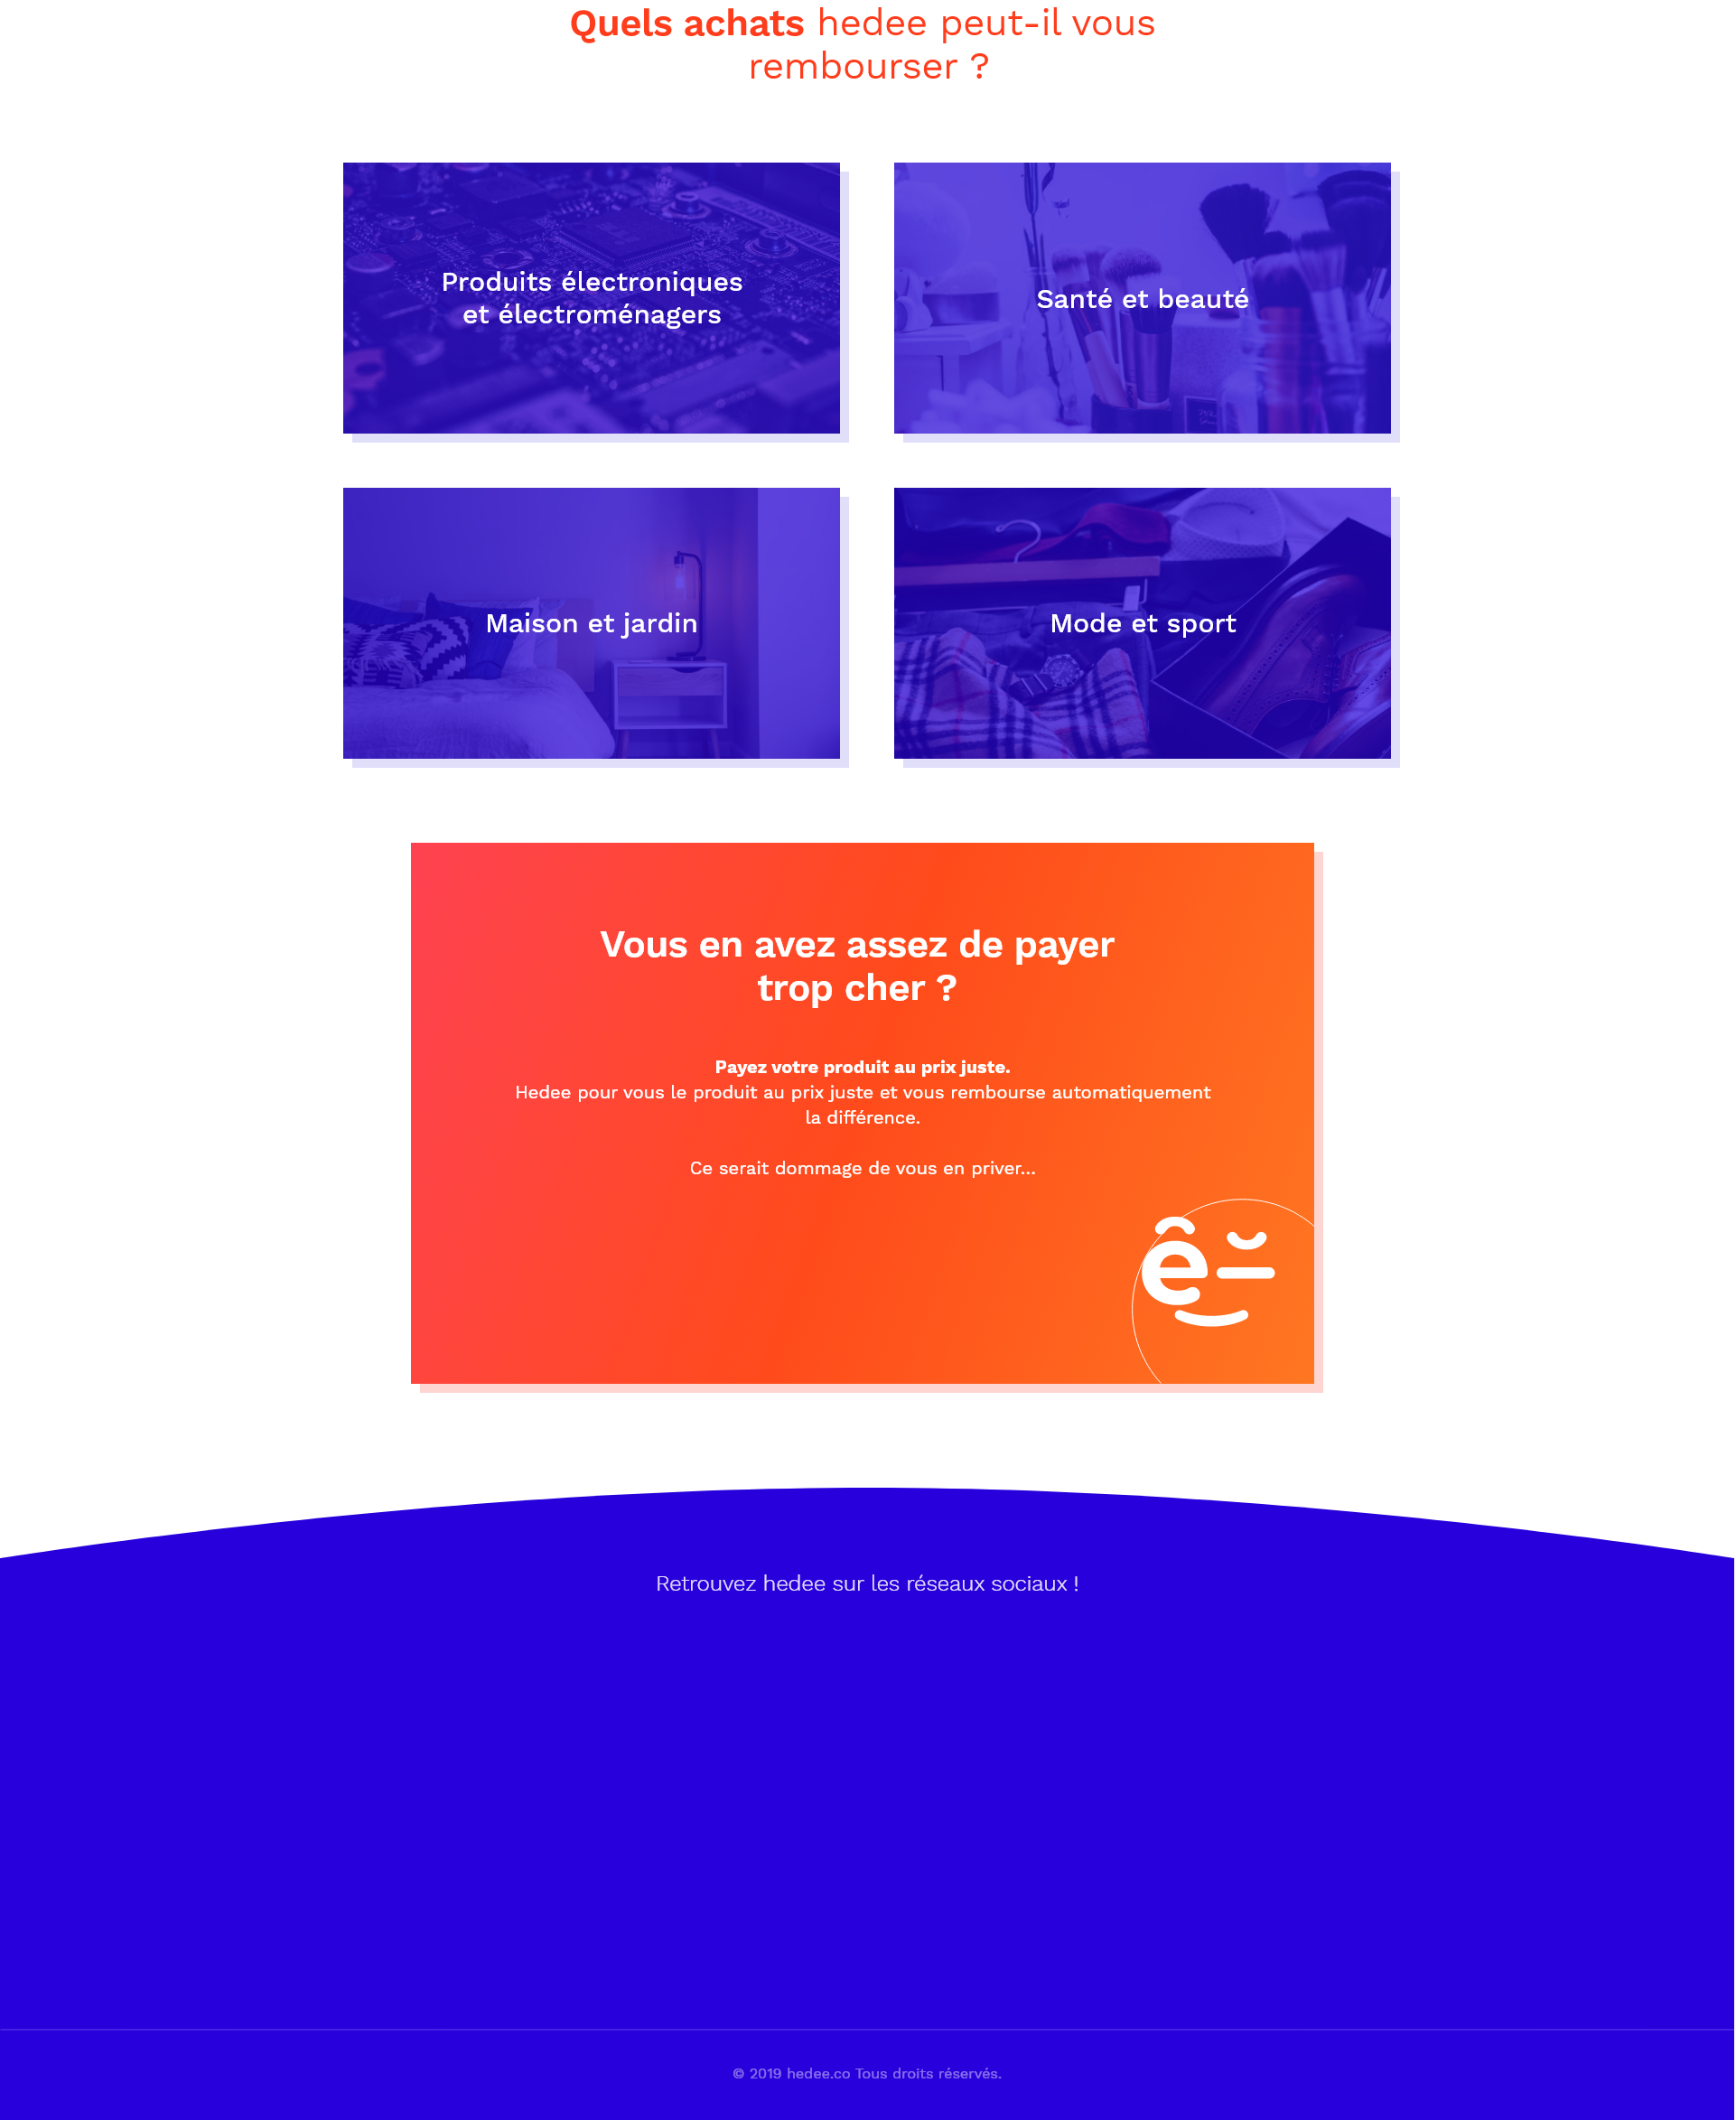 Quels achats hedee peut-il vous
rembourser ?
Produits électroniques
et électroménagers
Santé et beauté
Maison et jardin
Mode et sport
Vous en avez assez de payer
trop cher ?
Payez votre produit au prix juste.
Hedee pour vous le produit au prix juste et vous rembourse automatiquement
la différence.
Ce serait dommage de vous en priver...
Retrouvez hedee sur les réseaux sociaux !
© 2019 hedee.co Tous droits réservés.